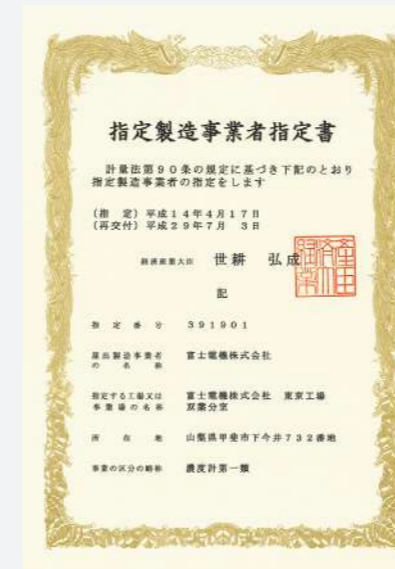 指定製造事業者指定書
計量法第90条の規定に基づき下記のとおり
指定製造事業者の指定をします
(指 定) 平成14年4月17日
(再交付) 平成29年7月 3日
経済産業大臣 世耕 弘成
記
指定番号 391901
届出製造事業者の名称 富士電機株式会社
指定する工場又は 富士電機株式会社 東京工場
事業場の名称 双葉分室
所在地 山梨県甲斐市下今井732番地
事業の区分の略称 濃度計第一類